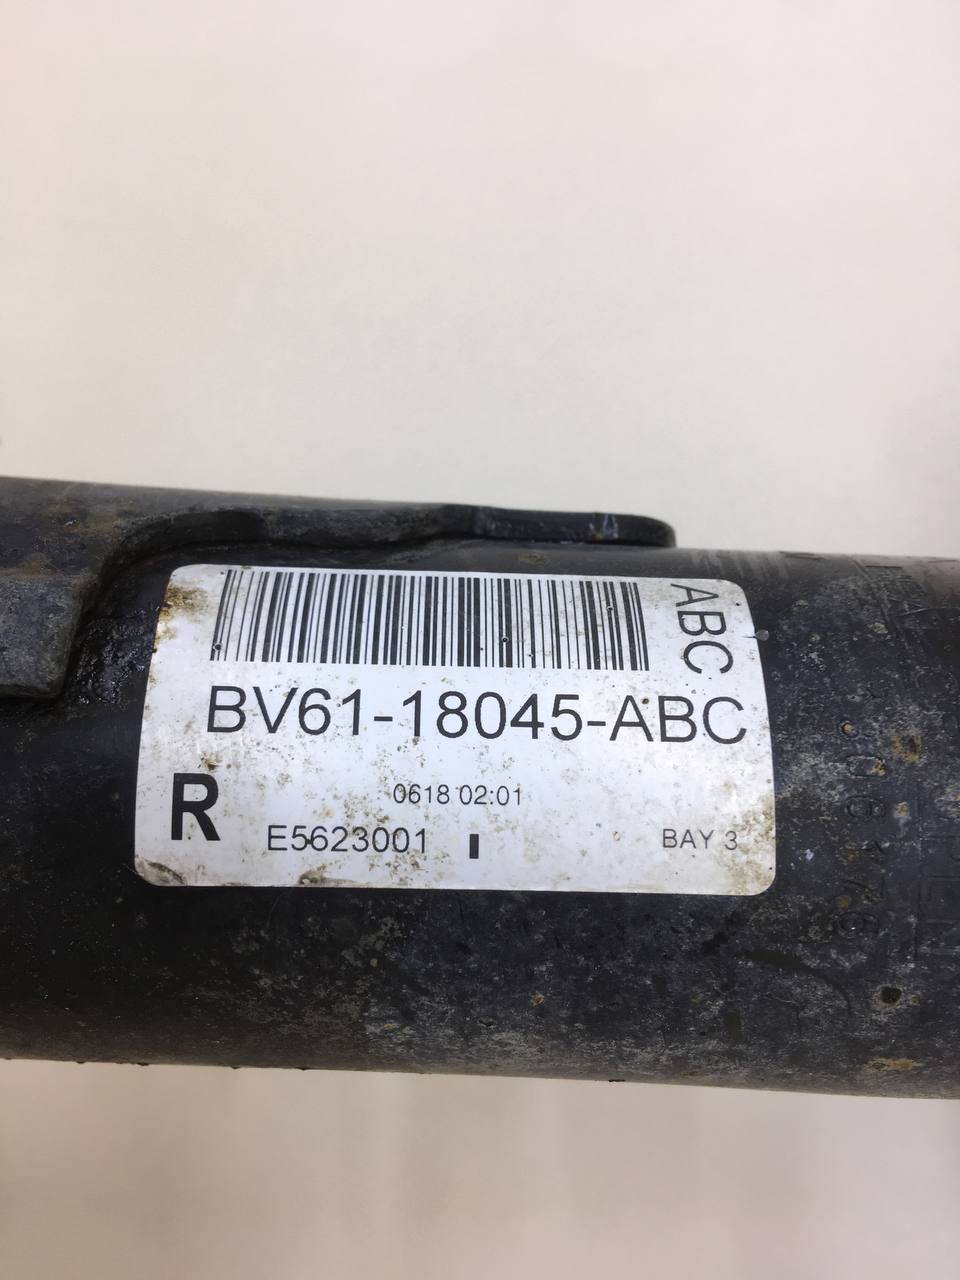 ABC
BV61-18045-ABC
R
0618 02:01
E5623001
BAY 3